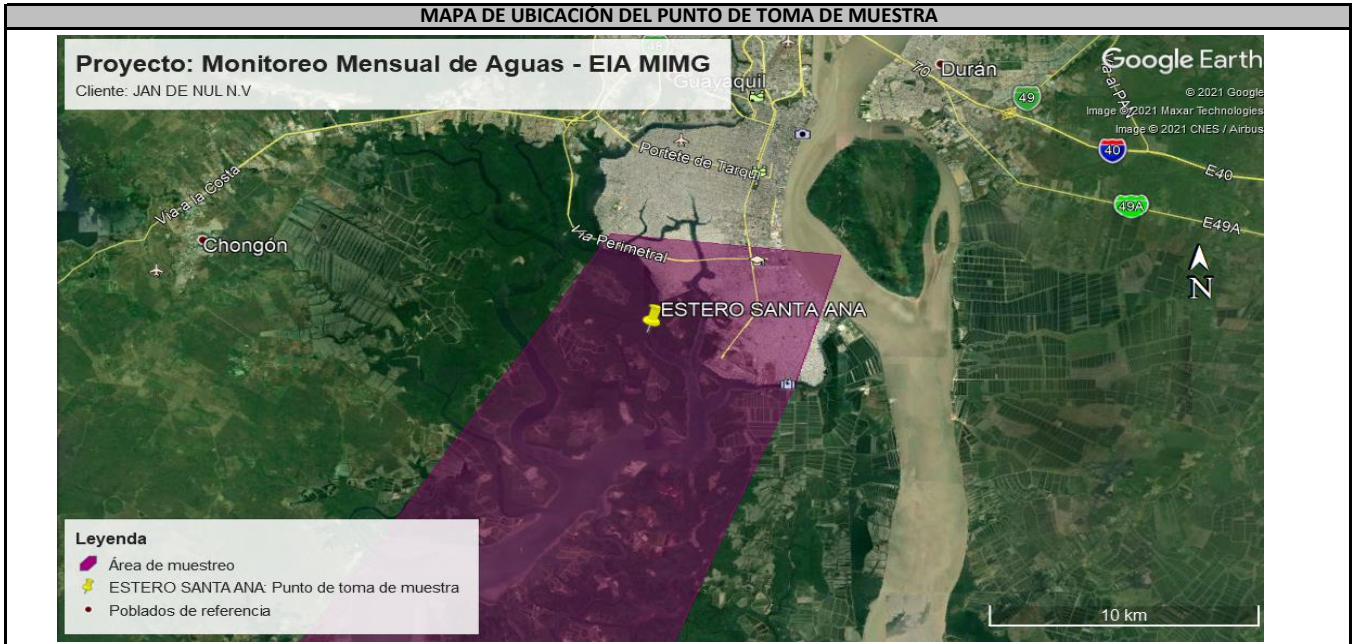 MAPA DE UBICACIÓN DEL PUNTO DE TOMA DE MUESTRA
Proyecto: Monitoreo Mensual de Aguas - EIA MIMG
Cliente: JAN DE NUL N.V
Google Earth
© 2021 Google
Image © 2021 Maxar Technologies
Image © 2021 CNES / Airbus
48
Guayaquil
70
Durán
49
40
E40
49A
E49A
Portete de Tarqui
Vía a la Costa
Chongón
Vía Perimetral
N
ESTERO SANTA ANA
Leyenda
Área de muestreo
ESTERO SANTA ANA: Punto de toma de muestra
Poblados de referencia
10 km